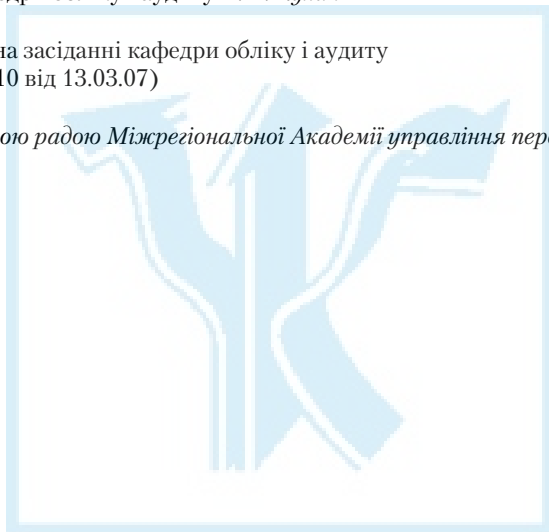 на засіданні кафедри обліку і аудиту
10 від 13.03.07)
ою радою Міжрегіональної Академії управління пер